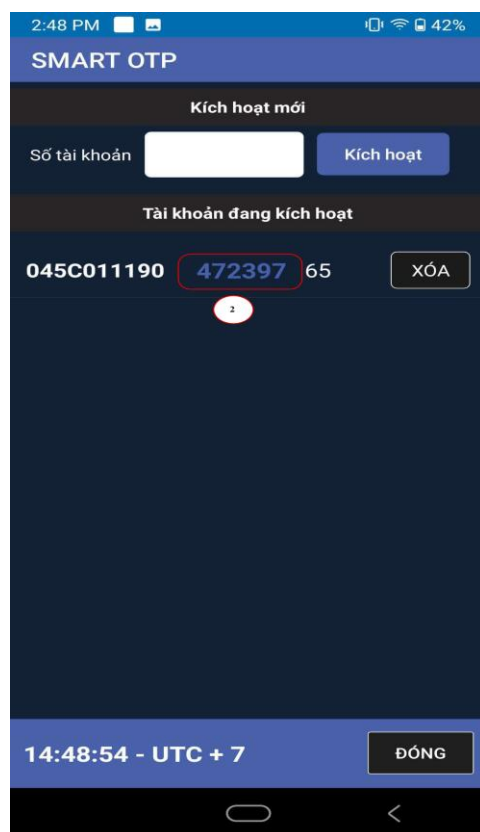 2:48 PM 42%
SMART OTP
Kích hoạt mới
Số tài khoản Kích hoạt
Tài khoản đang kích hoạt
045C011190 472397 65 XÓA
2
14:48:54 - UTC + 7 ĐÓNG